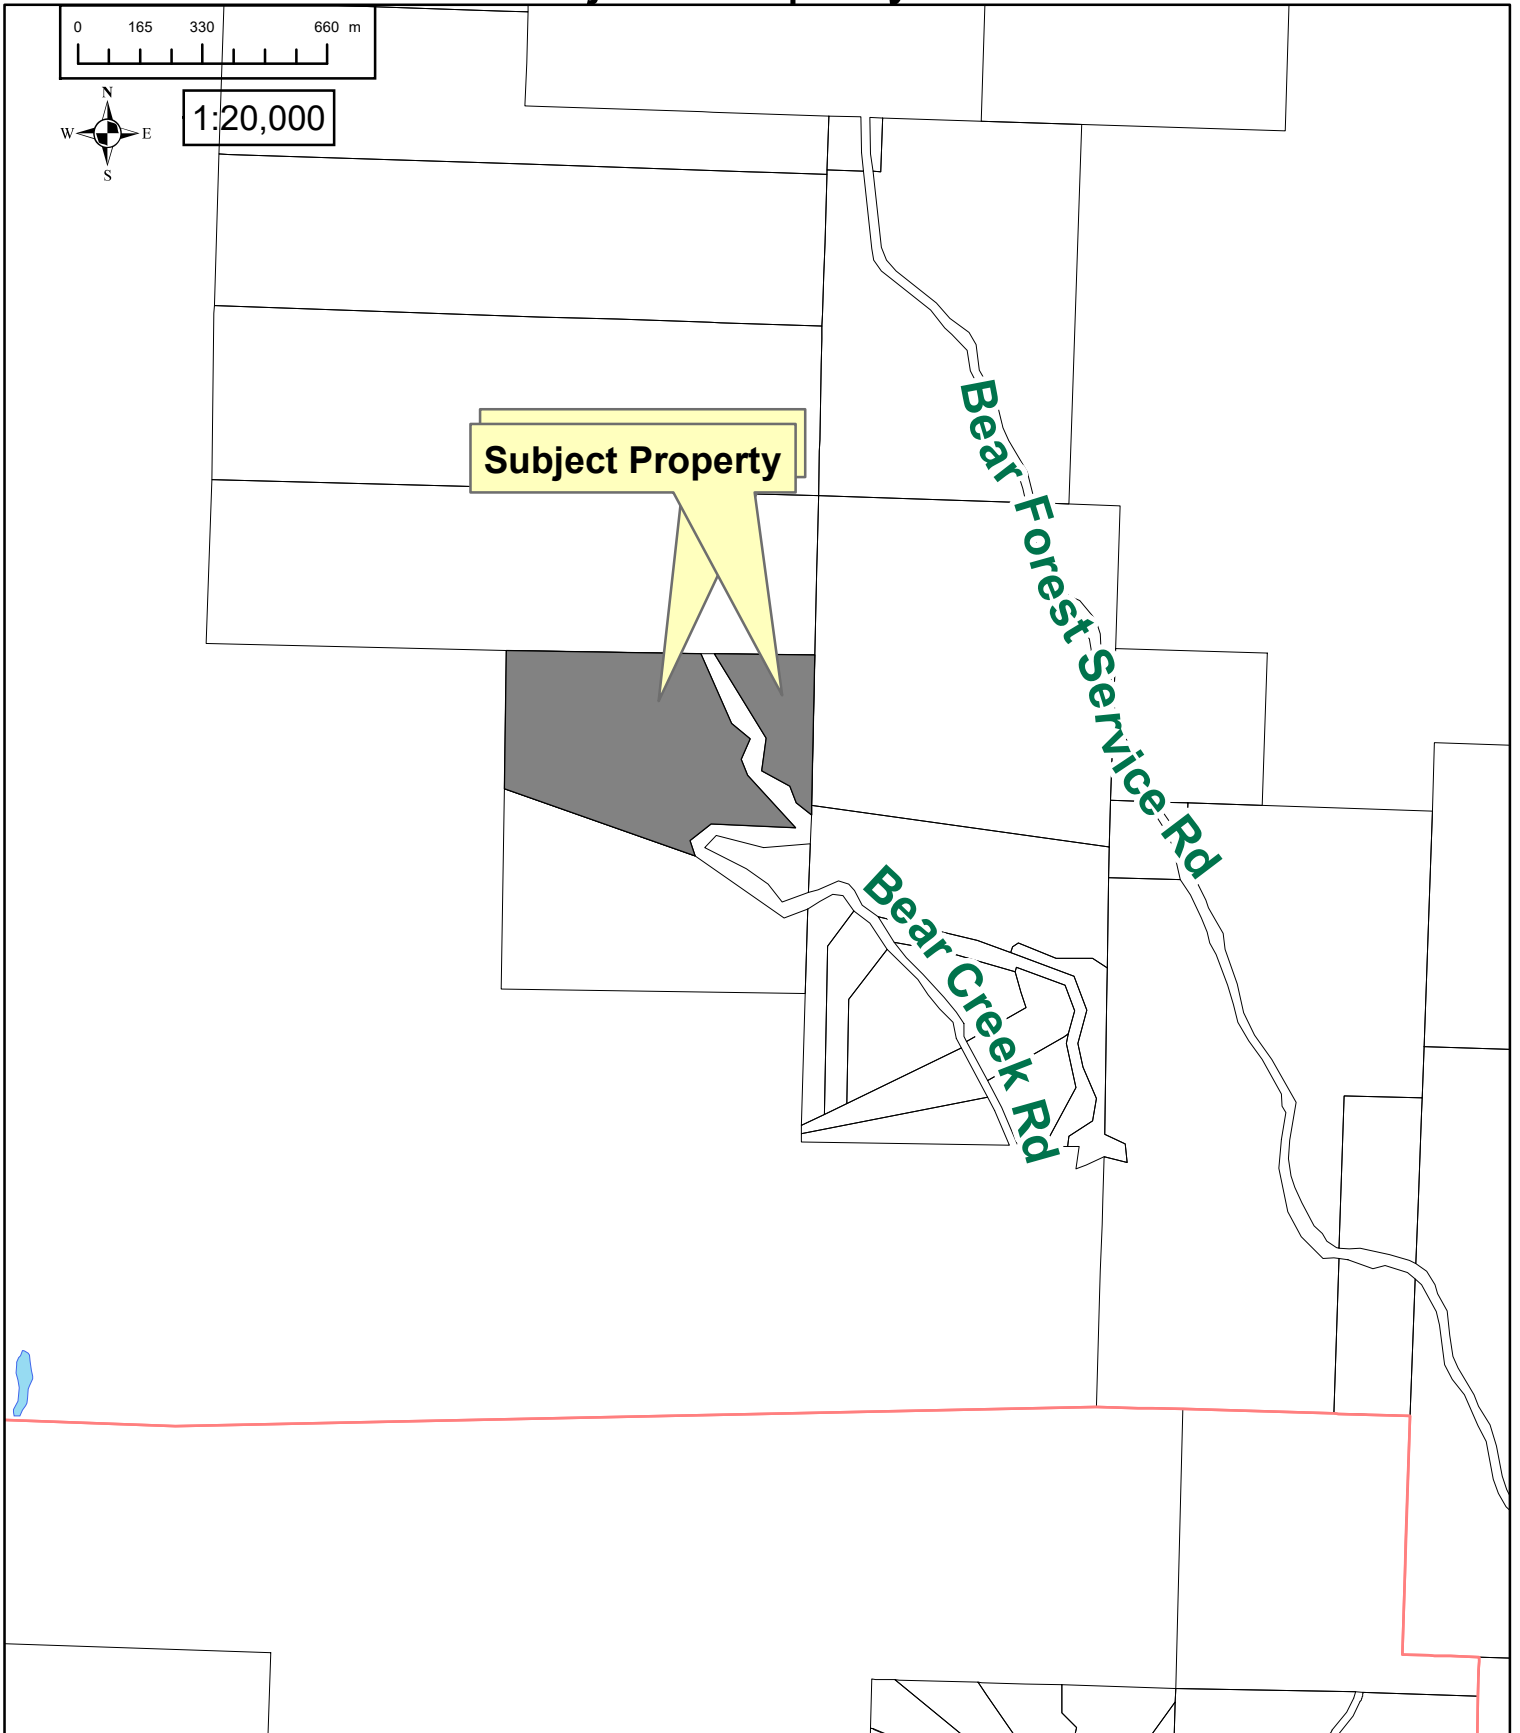 0 165 330 660 m
N
W E
S
1:20,000
Subject Property
Bear Forest Service Rd
Bear Creek Rd